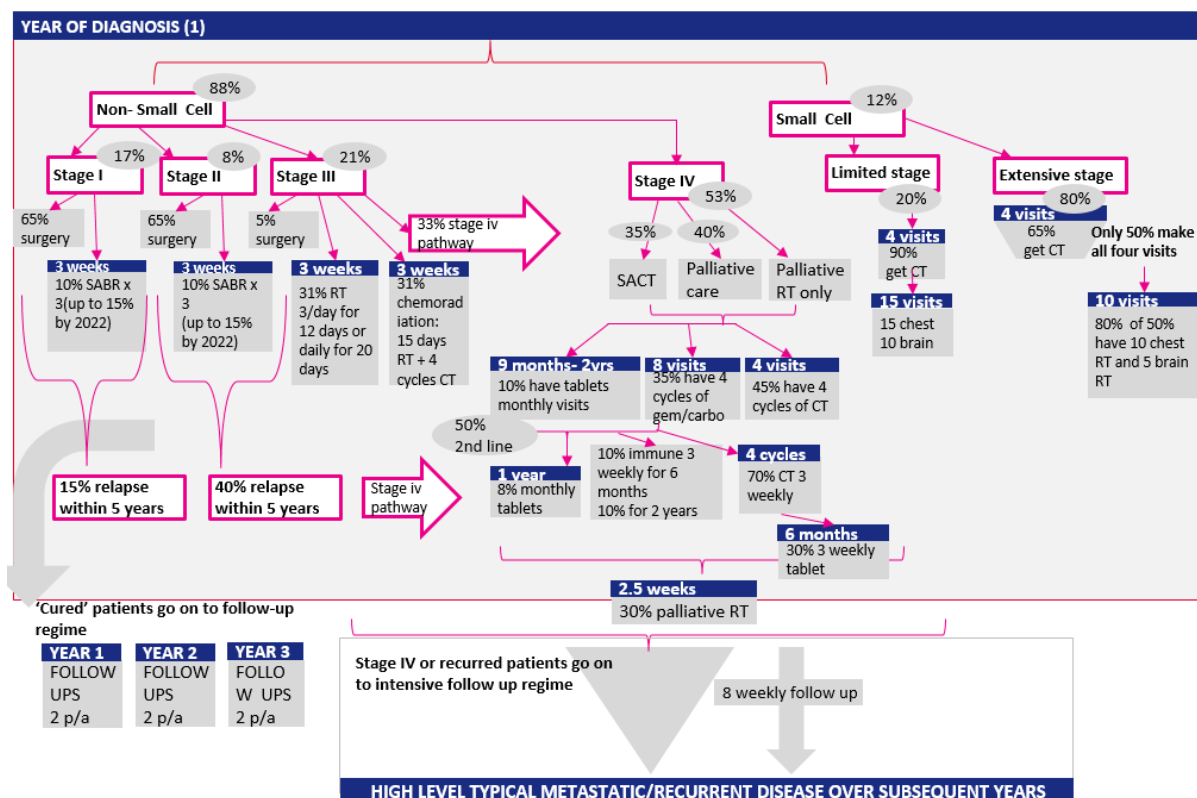 YEAR OF DIAGNOSIS (1)
88%
Non- Small Cell
12%
Small Cell
17%
Stage I
8%
Stage II
21%
Stage III
Stage IV
53%
Limited stage
20%
Extensive stage
80%
65%
surgery
65%
surgery
5%
surgery
33% stage iv
pathway
35%
40%
SACT
Palliative
care
Palliative
RT only
4 visits
90%
get CT
15 visits
15 chest
10 brain
4 visits
65%
get CT
Only 50% make
all four visits
10 visits
80% of 50%
have 10 chest
RT and 5 brain
RT
3 weeks
10% SABR x
3(up to 15%
by 2022)
3 weeks
10% SABR x
3
(up to 15%
by 2022)
3 weeks
31% RT
3/day for
12 days or
daily for 20
days
3 weeks
31%
chemorad
iation:
15 days
RT + 4
cycles CT
9 months- 2yrs
10% have tablets
monthly visits
8 visits
35% have 4
cycles of
gem/carbo
4 visits
45% have 4
cycles of CT
50%
2nd line
15% relapse
within 5 years
40% relapse
within 5 years
Stage iv
pathway
1 year
8% monthly
tablets
10% immune 3
weekly for 6
months
10% for 2 years
4 cycles
70% CT 3
weekly
6 months
30% 3 weekly
tablet
2.5 weeks
30% palliative RT
‘Cured’ patients go on to follow-up
regime
YEAR 1
FOLLOW
UPS
2 p/a
YEAR 2
FOLLOW
UPS
2 p/a
YEAR 3
FOLLO
W UPS
2 p/a
Stage IV or recurred patients go on
to intensive follow up regime
8 weekly follow up
HIGH LEVEL TYPICAL METASTATIC/RECURRENT DISEASE OVER SUBSEQUENT YEARS